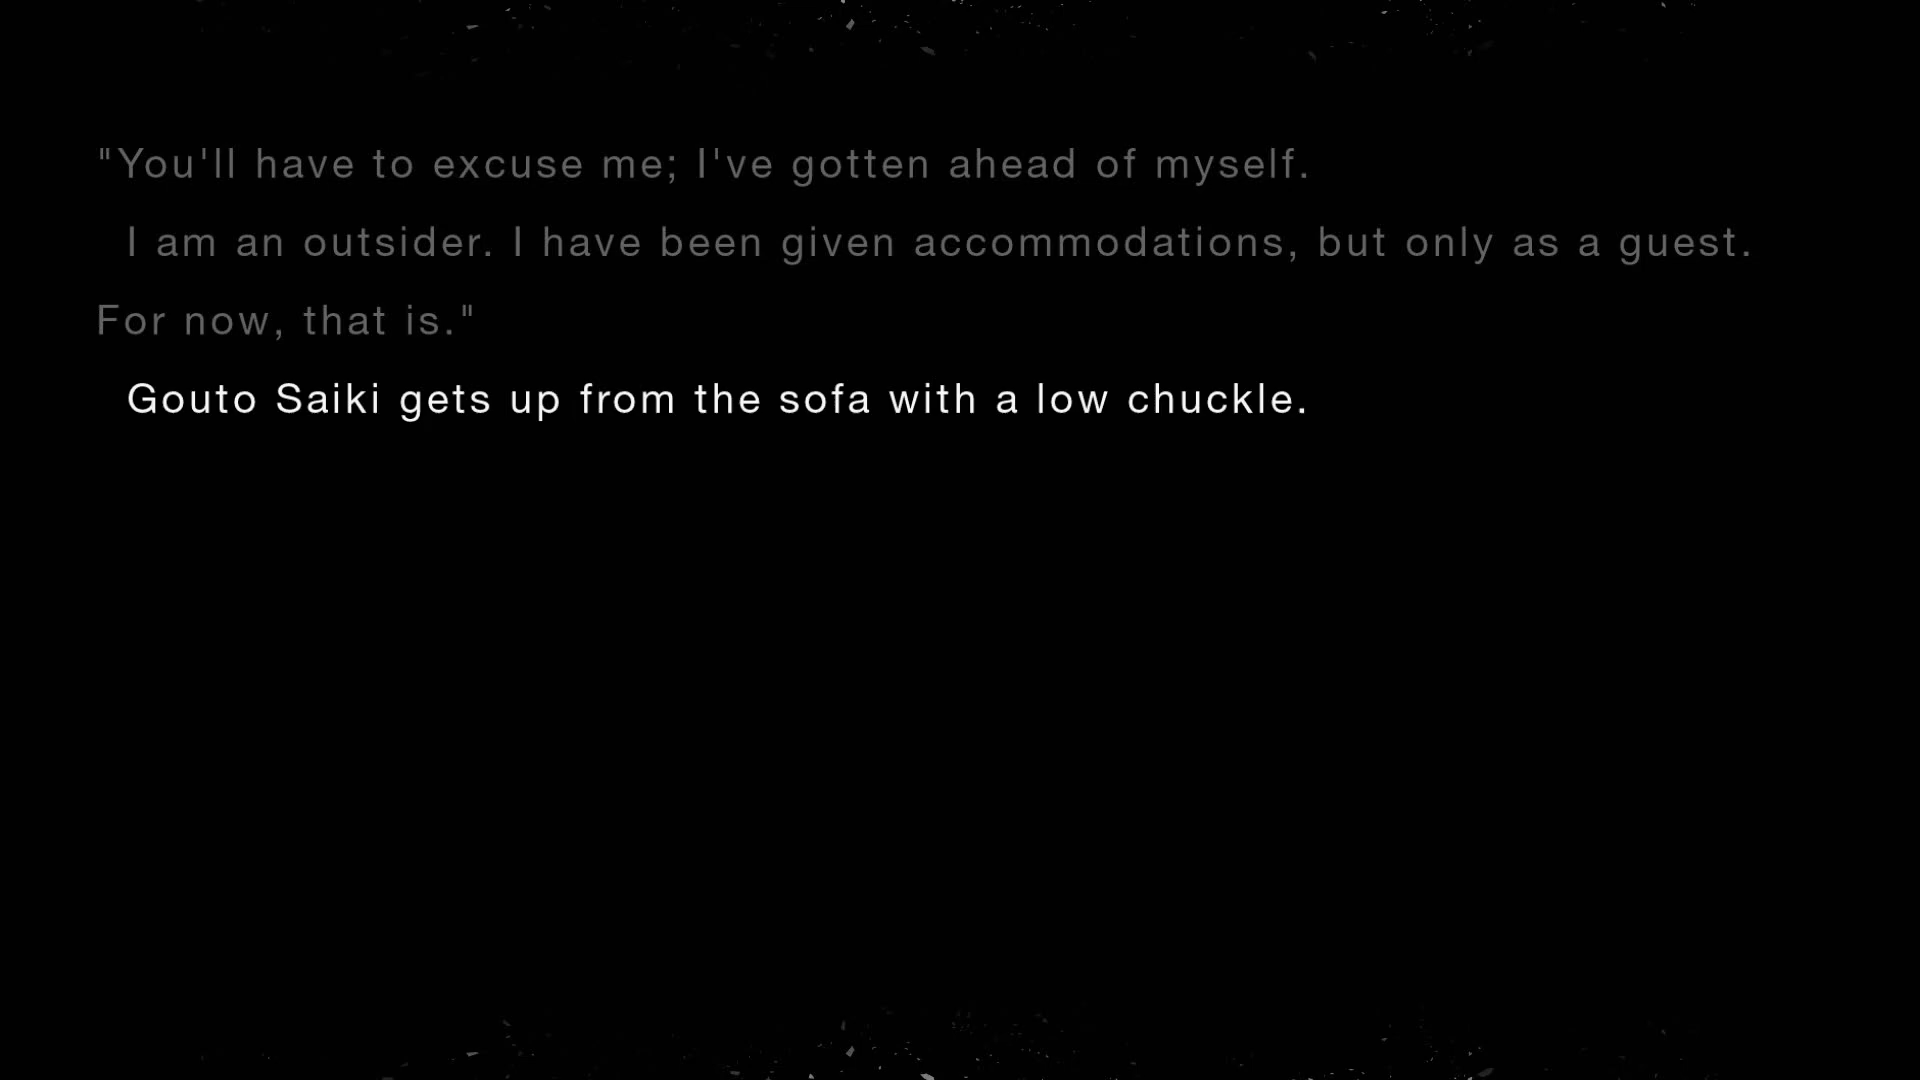 "You'll have to excuse me; I've gotten ahead of myself.
I am an outsider. I have been given accommodations, but only as a guest.
For now, that is."
Gouto Saiki gets up from the sofa with a low chuckle.